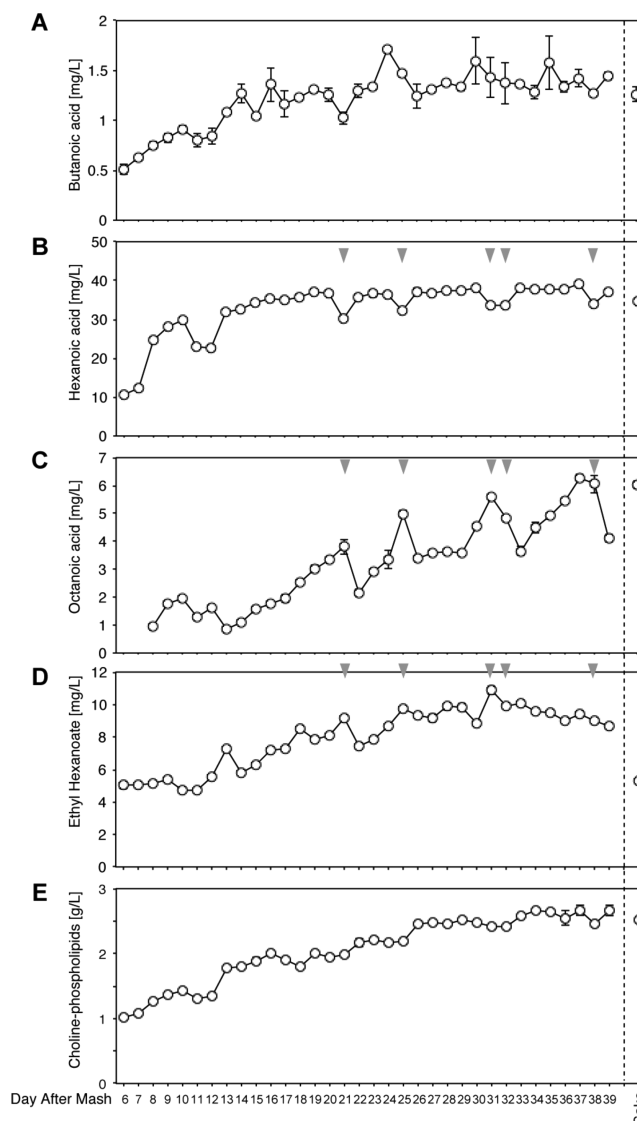 A
Butanoic acid [mg/L]
2
1.5
1
0.5
0
B
Hexanoic acid [mg/L]
50
40
30
20
10
0
C
Octanoic acid [mg/L]
7
6
5
4
3
2
1
0
D
Ethyl Hexanoate [mg/L]
12
10
8
6
4
2
0
E
Choline-phospholipids [g/L]
3
2
1
0
Day After Mash 6 7 8 9 10 11 12 13 14 15 16 17 18 19 20 21 22 23 24 25 26 27 28 29 30 31 32 33 34 35 36 37 38 39